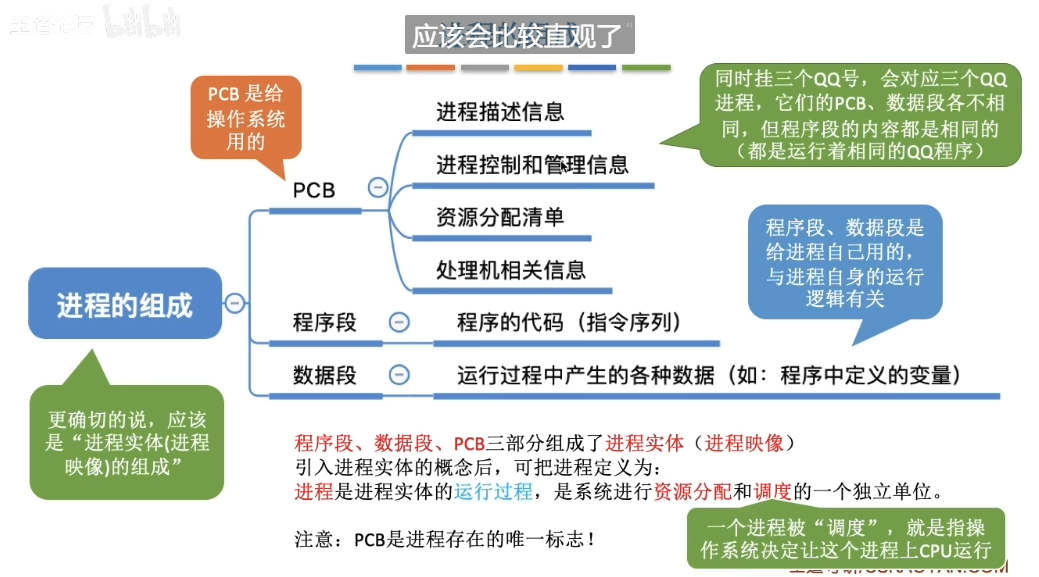 应该会比较直观了
PCB 是给
操作系统
用的
同时挂三个QQ号，会对应三个QQ
进程，它们的PCB、数据段各不相
同，但程序段的内容都是相同的
（都是运行着相同的QQ程序）
进程描述信息
进程控制和管理信息
PCB
资源分配清单
处理机相关信息
程序段、数据段是
给进程自己用的，
与进程自身的运行
逻辑有关
进程的组成
程序段
程序的代码（指令序列）
数据段
运行过程中产生的各种数据（如：程序中定义的变量）
更确切的说，应该
是“进程实体(进程
映像)的组成”
程序段、数据段、PCB三部分组成了进程实体（进程映像）
引入进程实体的概念后，可把进程定义为：
进程是进程实体的运行过程，是系统进行资源分配和调度的一个独立单位。
注意：PCB是进程存在的唯一标志！
一个进程被“调度”，就是指操
作系统决定让这个进程上CPU运行